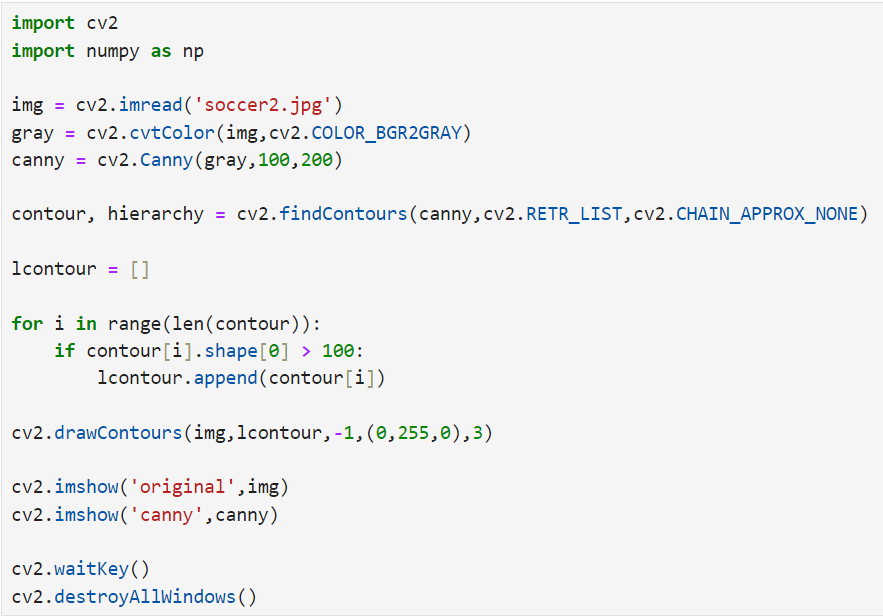 import cv2
import numpy as np

img = cv2.imread('soccer2.jpg')
gray = cv2.cvtColor(img,cv2.COLOR_BGR2GRAY)
canny = cv2.Canny(gray,100,200)

contour, hierarchy = cv2.findContours(canny,cv2.RETR_LIST,cv2.CHAIN_APPROX_NONE)

lcontour = []

for i in range(len(contour)):
    if contour[i].shape[0] > 100:
        lcontour.append(contour[i])

cv2.drawContours(img,lcontour,-1,(0,255,0),3)

cv2.imshow('original',img)
cv2.imshow('canny',canny)

cv2.waitKey()
cv2.destroyAllWindows()